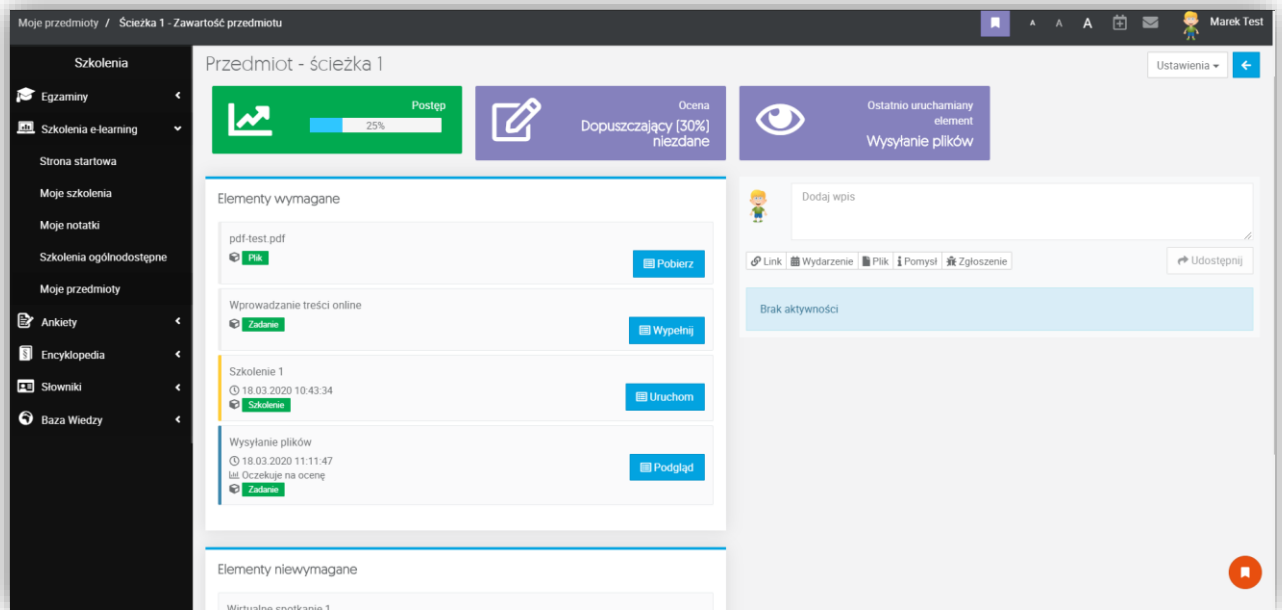 Moje przedmioty / Ścieżka 1 - Zawartość przedmiotu
A A A
Marek Test
Szkolenia
Egzaminy
Szkolenia e-learning
Strona startowa
Moje szkolenia
Moje notatki
Szkolenia ogólnodostępne
Moje przedmioty
Ankiety
Encyklopedia
Słowniki
Baza Wiedzy
Przedmiot - ścieżka 1
Ustawienia
Postęp
25%
Ocena
Dopuszczający [30%]
niezdane
Ostatnio uruchamiany
element
Wysyłanie plików
Elementy wymagane
pdf-test.pdf
Plik
Pobierz
Wprowadzanie treści online
Zadanie
Wypełnij
Szkolenie 1
18.03.2020 10:43:34
Szkolenie
Uruchom
Wysyłanie plików
18.03.2020 11:11:47
Oczekuje na ocenę
Zadanie
Podgląd
Elementy niewymagane
Wirtualne spotkanie 1
Dodaj wpis
Link Wydarzenie Plik Pomysł Zgłoszenie
Udostępnij
Brak aktywności